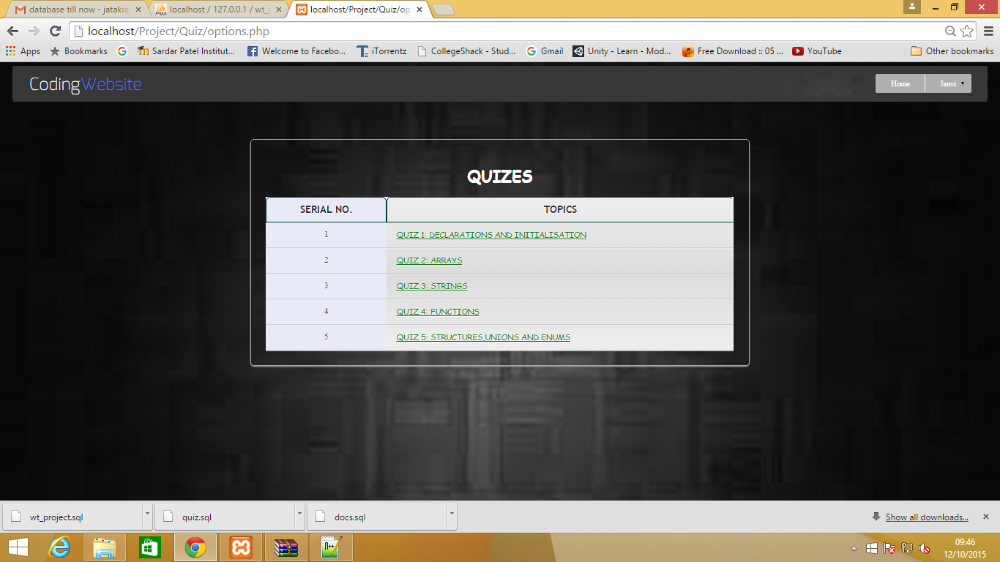 database till now - jatakia
localhost / 127.0.0.1 / wt_
localhost/Project/Quiz/op
localhost/Project/Quiz/options.php
Apps Bookmarks Sardar Patel Institut... Welcome to Facebo... iTorrentz CollegeShack - Stud... Gmail Unity - Learn - Mod... Free Download :: 05 ... YouTube Other bookmarks
CodingWebsite
Home Janvi
QUIZES
SERIAL NO. TOPICS
1 QUIZ 1: DECLARATIONS AND INITIALISATION
2 QUIZ 2: ARRAYS
3 QUIZ 3: STRINGS
4 QUIZ 4: FUNCTIONS
5 QUIZ 5: STRUCTURES,UNIONS AND ENUMS
wt_project.sql quiz.sql docs.sql Show all downloads...
09:46
12/10/2015